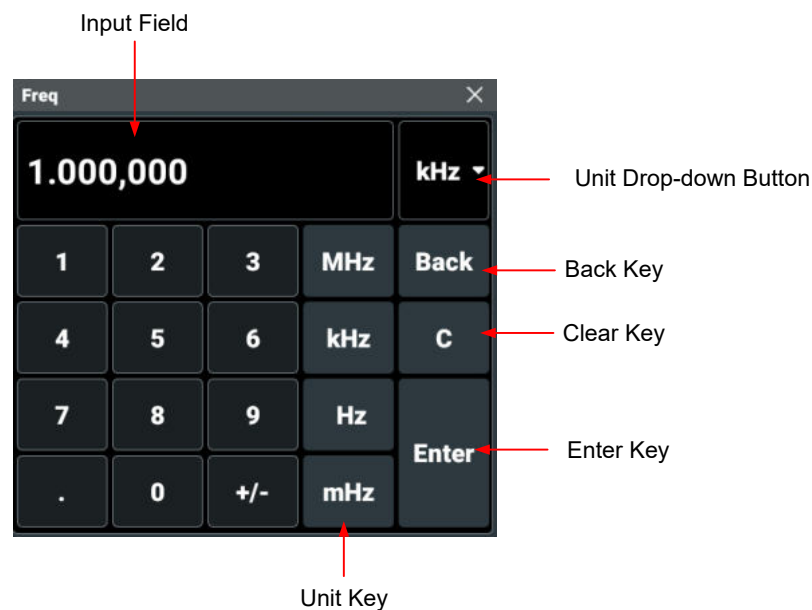 Input Field
Freq ×
1.000,000 kHz
Unit Drop-down Button
1 2 3 MHz Back
Back Key
4 5 6 kHz C
Clear Key
7 8 9 Hz
Enter
Enter Key
. 0 +/- mHz
Unit Key